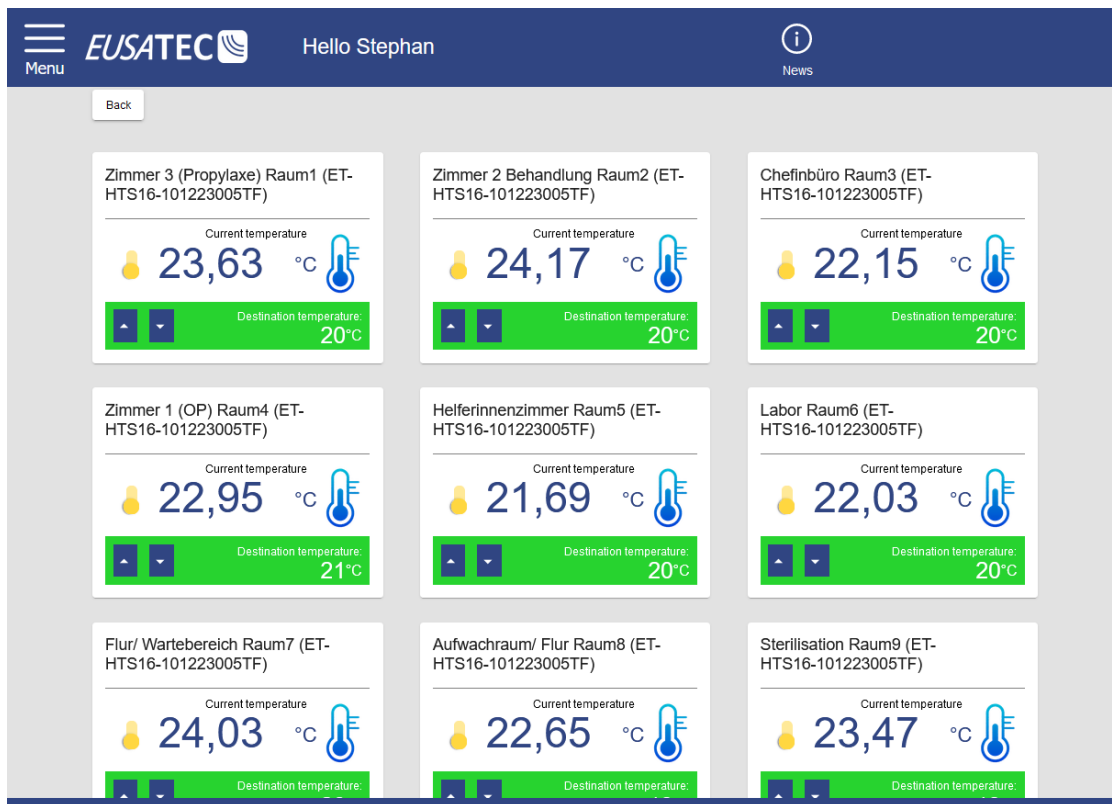 Menu
EUSATEC
Hello Stephan
News
Back
Zimmer 3 (Propylaxe) Raum1 (ET-
HTS16-101223005TF)
Current temperature
23,63 °C
Destination temperature:
20°C
Zimmer 2 Behandlung Raum2 (ET-
HTS16-101223005TF)
Current temperature
24,17 °C
Destination temperature:
20°C
Chefinbüro Raum3 (ET-
HTS16-101223005TF)
Current temperature
22,15 °C
Destination temperature:
20°C
Zimmer 1 (OP) Raum4 (ET-
HTS16-101223005TF)
Current temperature
22,95 °C
Destination temperature:
21°C
Helferinnenzimmer Raum5 (ET-
HTS16-101223005TF)
Current temperature
21,69 °C
Destination temperature:
20°C
Labor Raum6 (ET-
HTS16-101223005TF)
Current temperature
22,03 °C
Destination temperature:
20°C
Flur/ Wartebereich Raum7 (ET-
HTS16-101223005TF)
Current temperature
24,03 °C
Destination temperature:
Aufwachraum/ Flur Raum8 (ET-
HTS16-101223005TF)
Current temperature
22,65 °C
Destination temperature:
Sterilisation Raum9 (ET-
HTS16-101223005TF)
Current temperature
23,47 °C
Destination temperature: